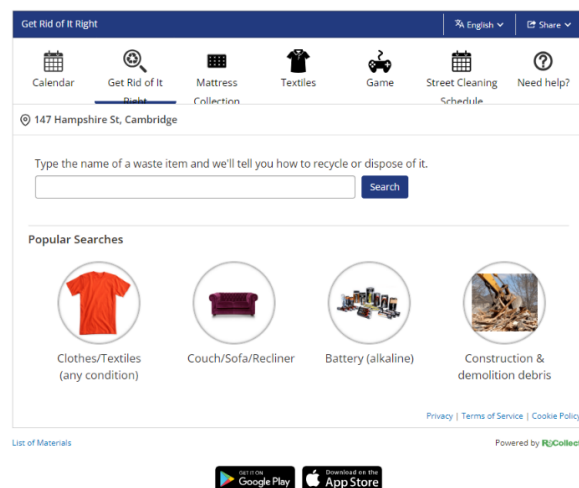 Get Rid of It Right
English
Share
Calendar
Get Rid of It
Right
Mattress
Collection
Textiles
Game
Street Cleaning
Schedule
Need help?
147 Hampshire St, Cambridge
Type the name of a waste item and we'll tell you how to recycle or dispose of it.
Search
Popular Searches
Clothes/Textiles
(any condition)
Couch/Sofa/Recliner
Battery (alkaline)
Construction &
demolition debris
Privacy | Terms of Service | Cookie Policy
List of Materials
Powered by ReCollect
GET IT ON
Google Play
Download on the
App Store